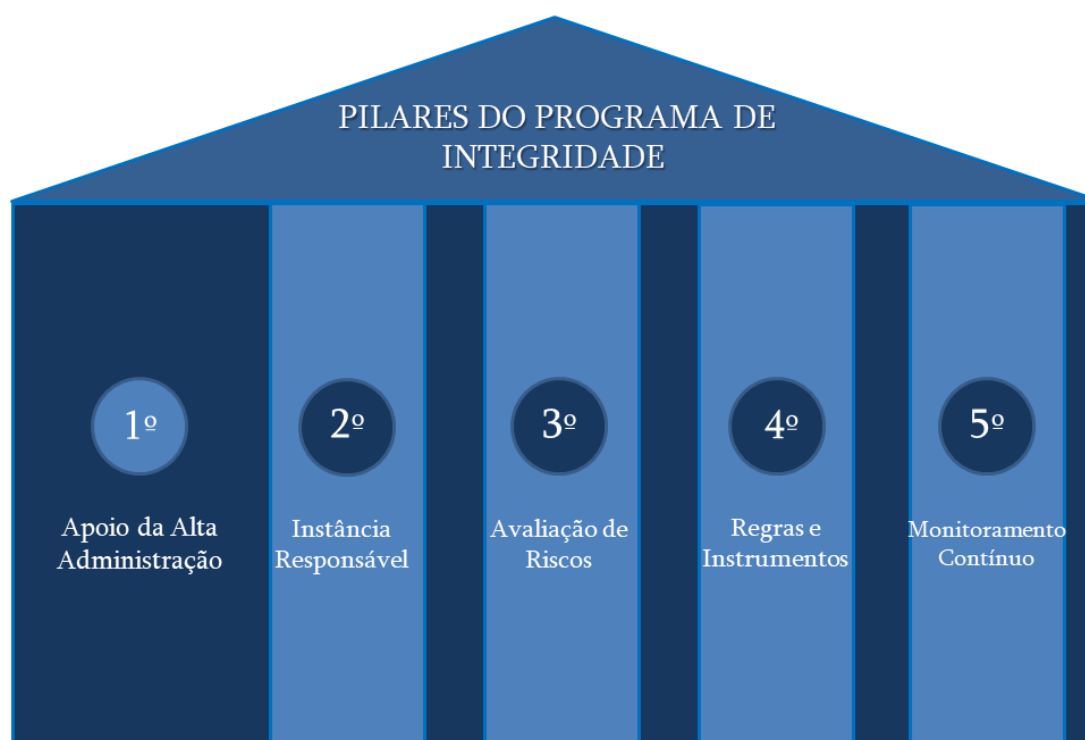 PILARES DO PROGRAMA DE
INTEGRIDADE
1º
Apoio da Alta
Administração
2º
Instância
Responsável
3º
Avaliação de
Riscos
4º
Regras e
Instrumentos
5º
Monitoramento
Contínuo